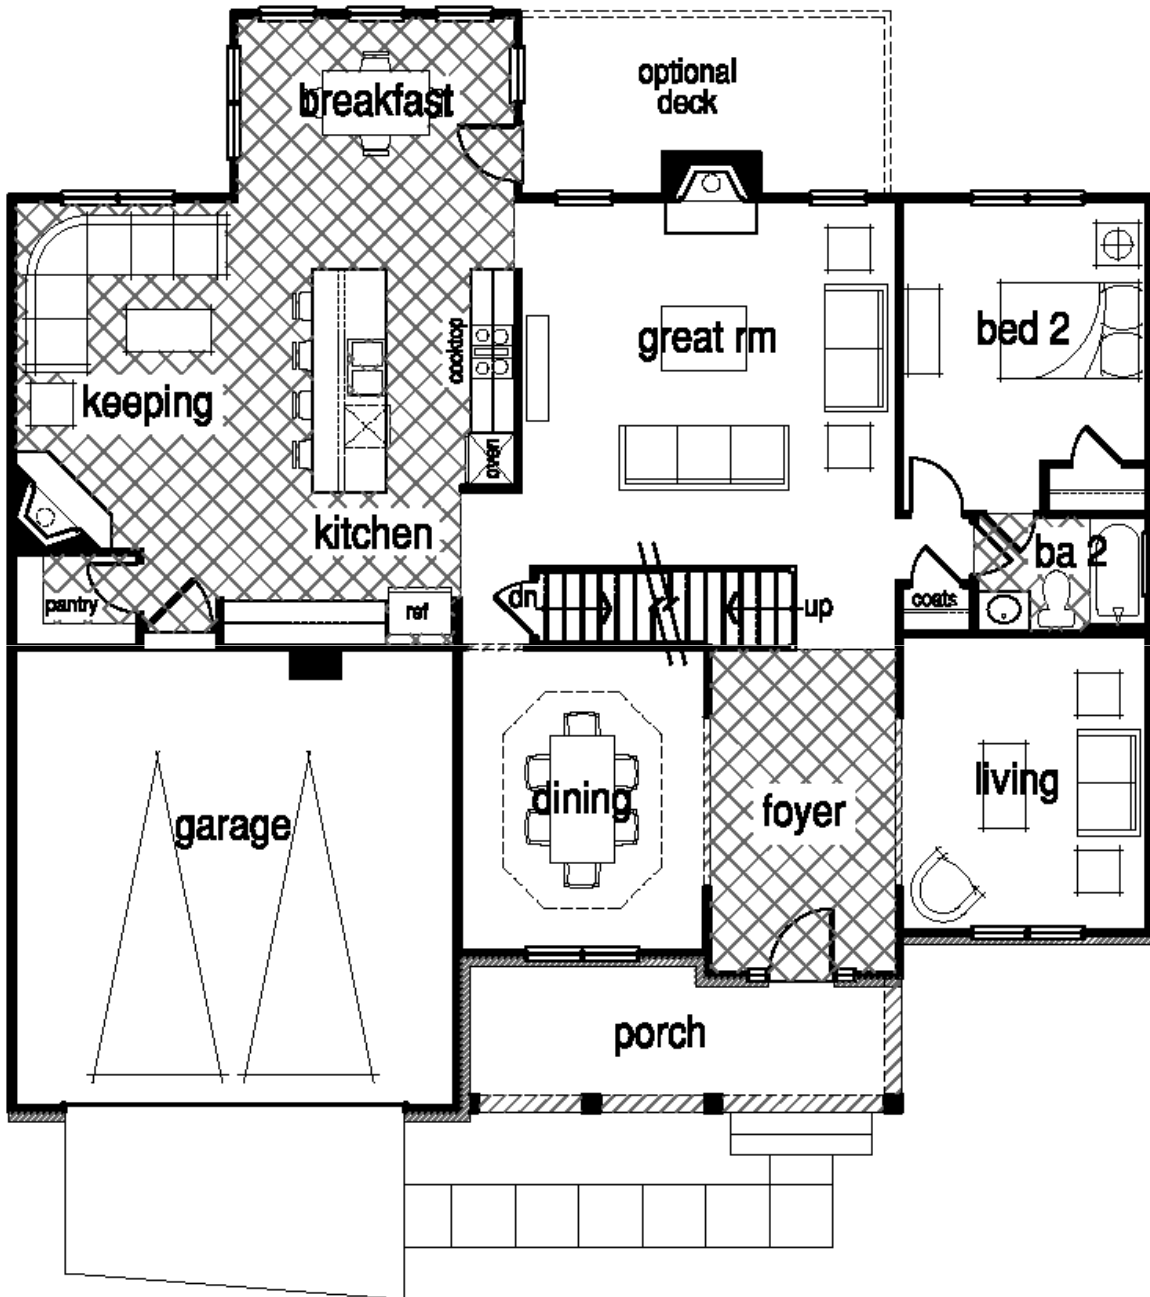 optional
deck
breakfast
cooktop
great rm
bed 2
keeping
oven
kitchen
ba 2
pantry
ref
dn
up
coats
garage
dining
foyer
living
porch